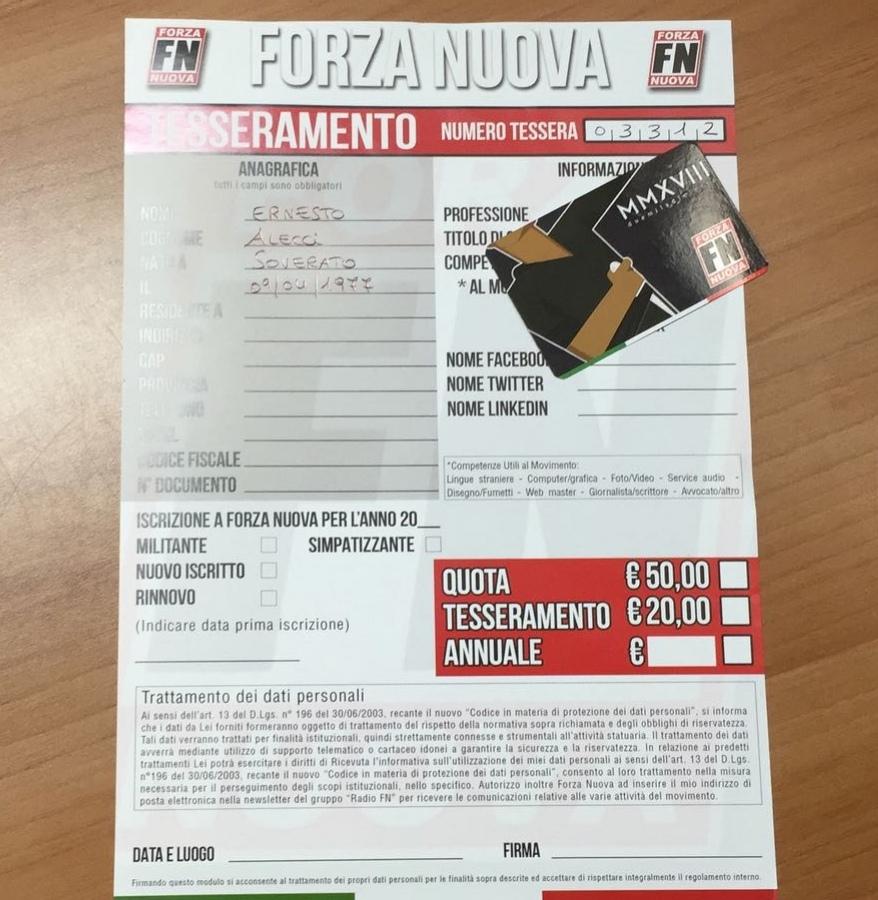 FORZA FN NUOVA
FORZA NUOVA
FORZA FN NUOVA
TESSERAMENTO
NUMERO TESSERA 03312
ANAGRAFICA
tutti i campi sono obbligatori
NOME ERNESTO
COGNOME ALECCI
NATO A SOVERATO
IL 09/04/1977
RESIDENTE A
INDIRIZZO
CAP
PROVINCIA
TELEFONO
CODICE FISCALE
N° DOCUMENTO
INFORMAZION
PROFESSIONE
TITOLO DI
COMPE
* AL MO
MMXVIII
FORZA FN NUOVA
NOME FACEBOO
NOME TWITTER
NOME LINKEDIN
*Competenze Utili al Movimento:
Lingue straniere - Computer/grafica - Foto/Video - Service audio -
Disegno/Fumetti - Web master - Giornalista/scrittore - Avvocato/altro
ISCRIZIONE A FORZA NUOVA PER L'ANNO 20__
MILITANTE
SIMPATIZZANTE
NUOVO ISCRITTO
RINNOVO
(Indicare data prima iscrizione)
QUOTA € 50,00
TESSERAMENTO € 20,00
ANNUALE €
Trattamento dei dati personali
Ai sensi dell'art. 13 del D.Lgs. n° 196 del 30/06/2003, recante il nuovo "Codice in materia di protezione dei dati personali", si informa
che i dati da Lei forniti formeranno oggetto di trattamento del rispetto della normativa sopra richiamata e degli obblighi di riservatezza.
Tali dati verranno trattati per finalità istituzionali, quindi strettamente connesse e strumentali all'attività statuaria. Il trattamento dei dati
avverrà mediante utilizzo di supporto telematico o cartaceo idonei a garantire la sicurezza e la riservatezza. In relazione ai predetti
trattamenti Lei potrà esercitare i diritti di Ricevuta l'informativa sull'utilizzazione dei miei dati personali ai sensi dell'art. 13 del D.Lgs.
n°196 del 30/06/2003, recante il nuovo "Codice in materia di protezione dei dati personali", consento al loro trattamento nella misura
necessaria per il perseguimento degli scopi istituzionali, nello specifico. Autorizzo inoltre Forza Nuova ad inserire il mio indirizzo di
posta elettronica nella newsletter del gruppo "Radio FN" per ricevere le comunicazioni relative alle varie attività del movimento.
DATA E LUOGO
FIRMA
Firmando questo modulo si acconsente al trattamento dei propri dati personali per le finalità sopra descritte ed accettare di rispettare integralmente il regolamento interno.